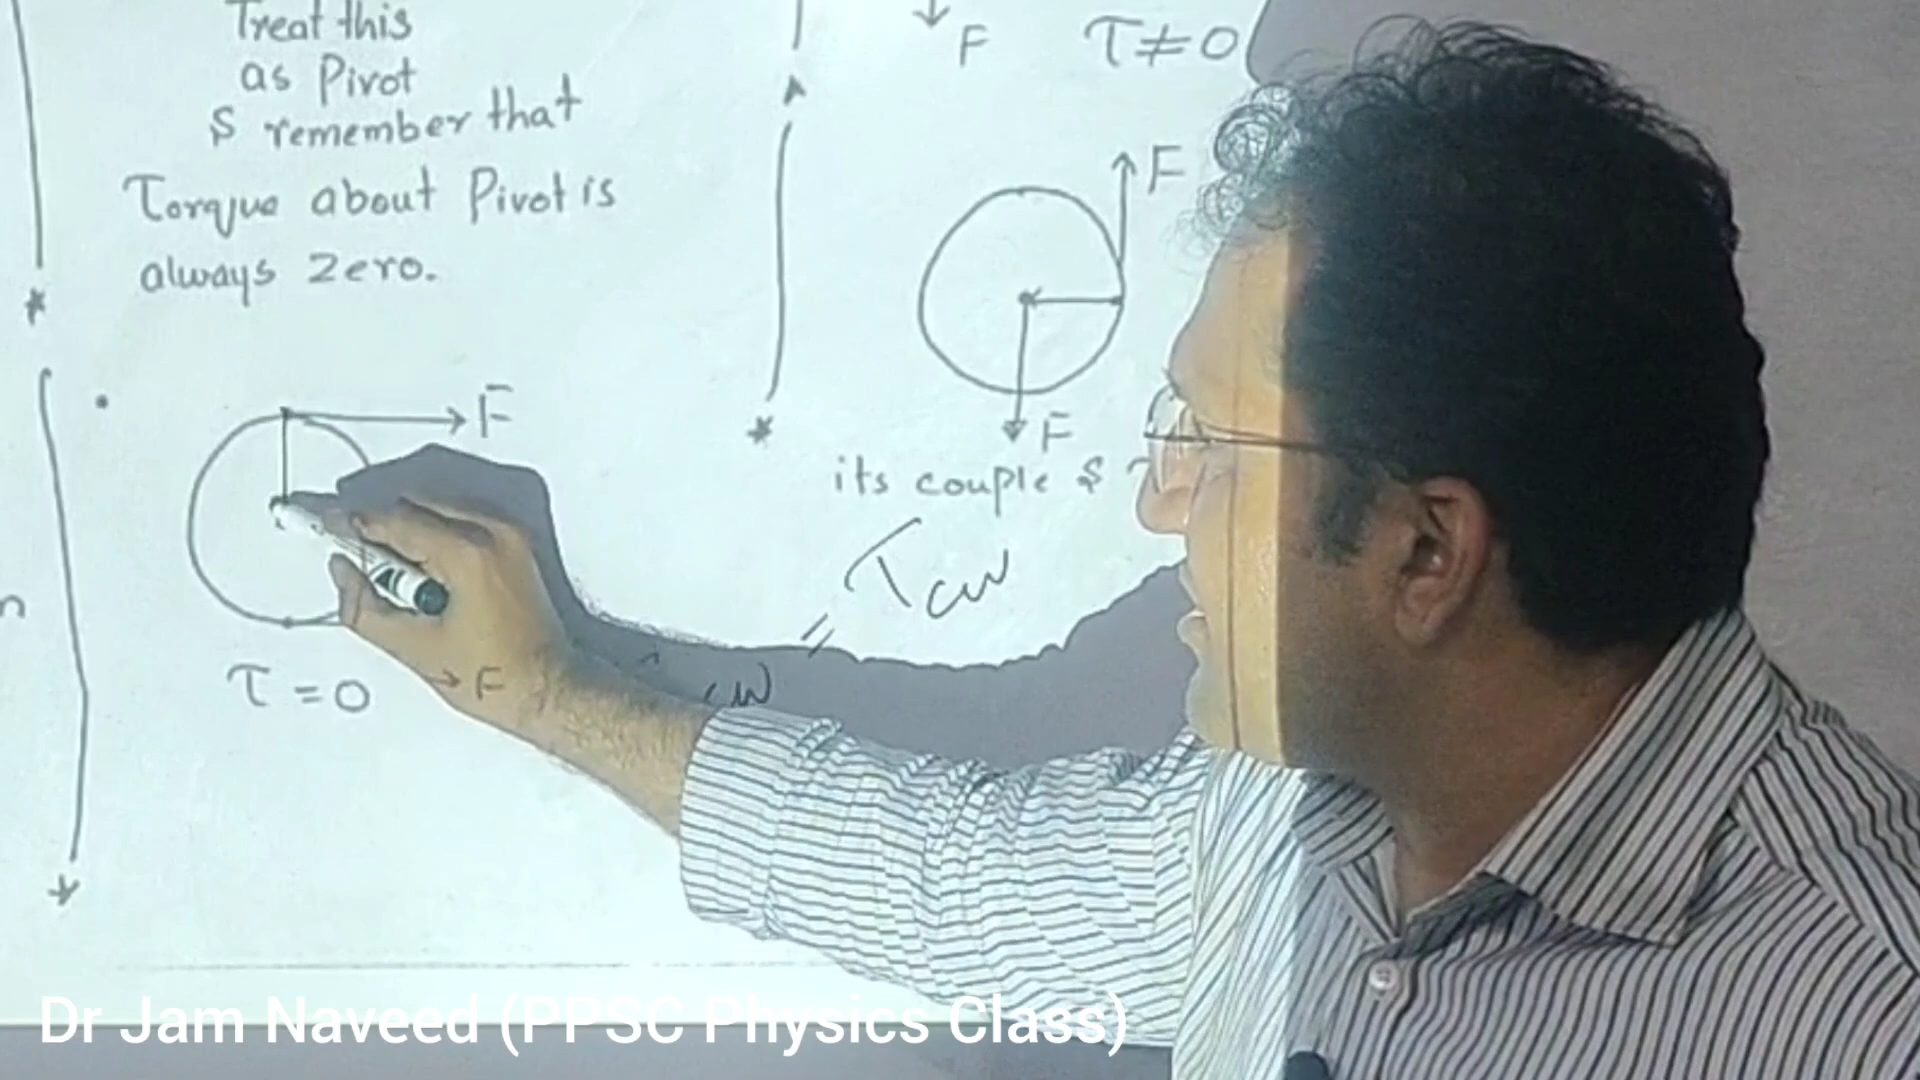 Treat this
as Pivot
& remember that
Torque about Pivot is
always Zero.
F
τ = 0
F
F
τ ≠ 0
F
F
its couple &
τcw
=
cw
n
Dr Jam Naveed (PPSC Physics Class)